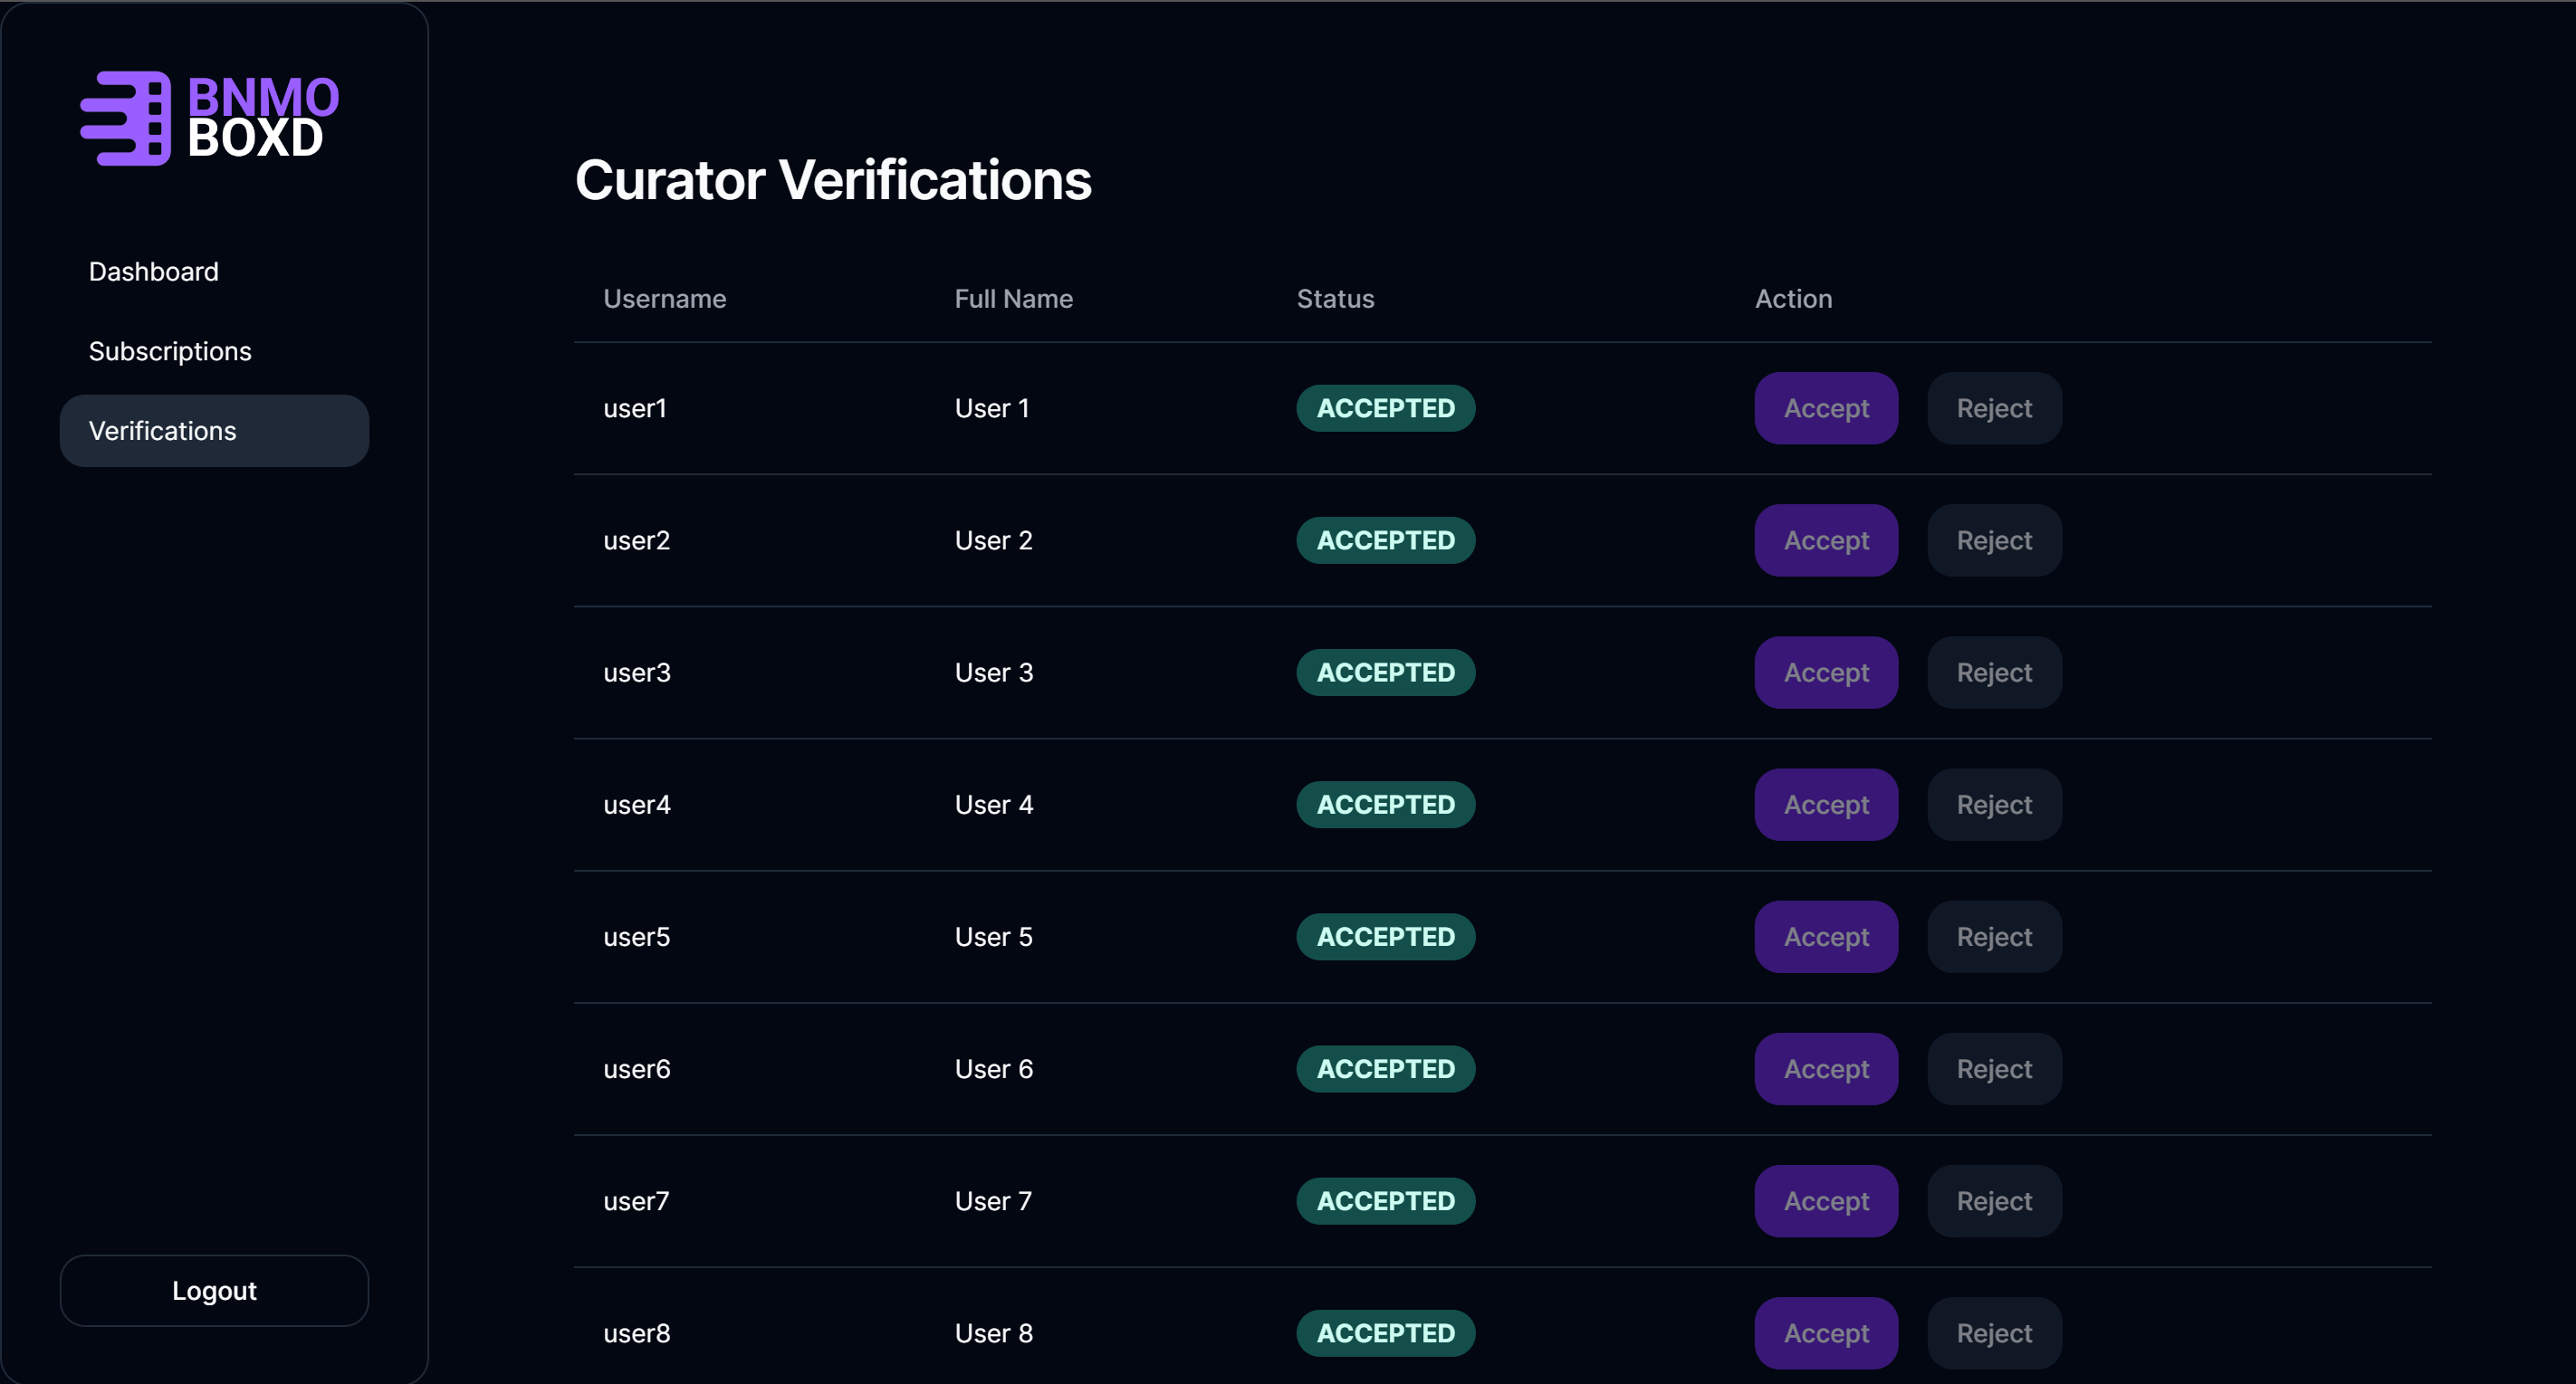 BNMO
BOXD
Dashboard
Subscriptions
Verifications
Logout
Curator Verifications
Username Full Name Status Action
user1 User 1 ACCEPTED Accept Reject
user2 User 2 ACCEPTED Accept Reject
user3 User 3 ACCEPTED Accept Reject
user4 User 4 ACCEPTED Accept Reject
user5 User 5 ACCEPTED Accept Reject
user6 User 6 ACCEPTED Accept Reject
user7 User 7 ACCEPTED Accept Reject
user8 User 8 ACCEPTED Accept Reject